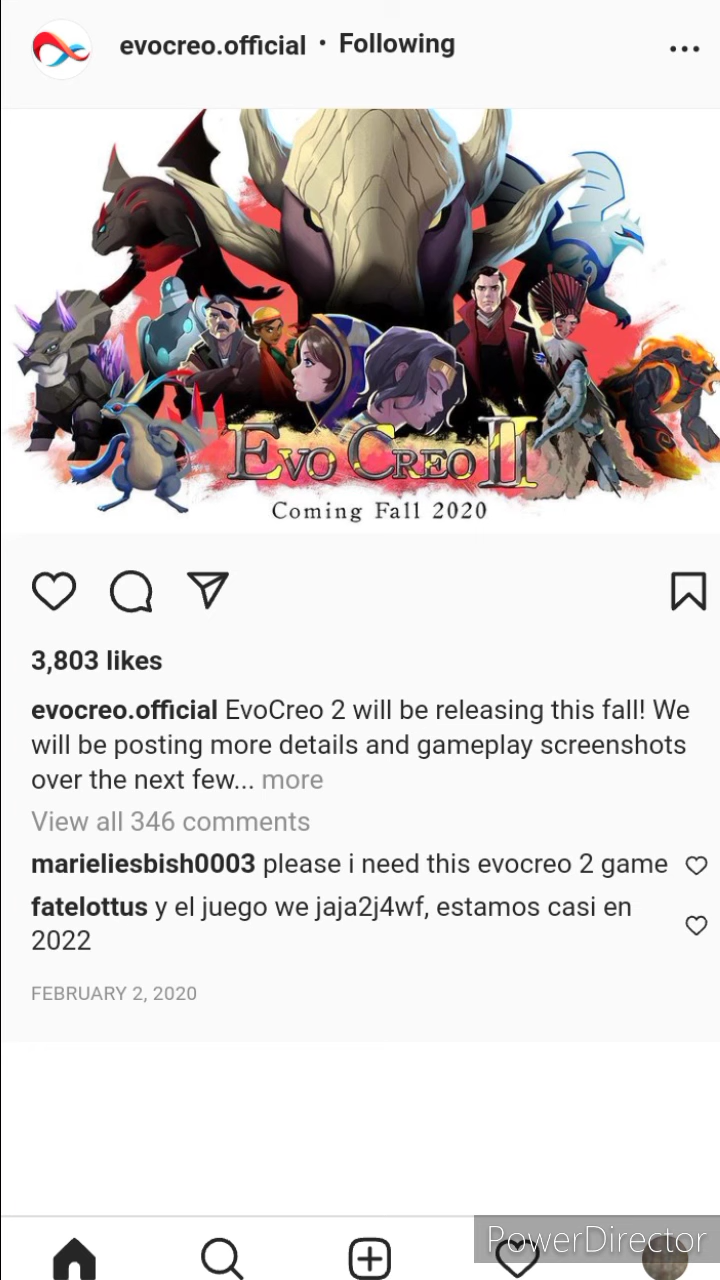 evocreo.official • Following
EVO CREO II
Coming Fall 2020
3,803 likes
evocreo.official EvoCreo 2 will be releasing this fall! We
will be posting more details and gameplay screenshots
over the next few... more
View all 346 comments
marieliesbish0003 please i need this evocreo 2 game
fatelottus y el juego we jaja2j4wf, estamos casi en
2022
FEBRUARY 2, 2020
PowerDirector